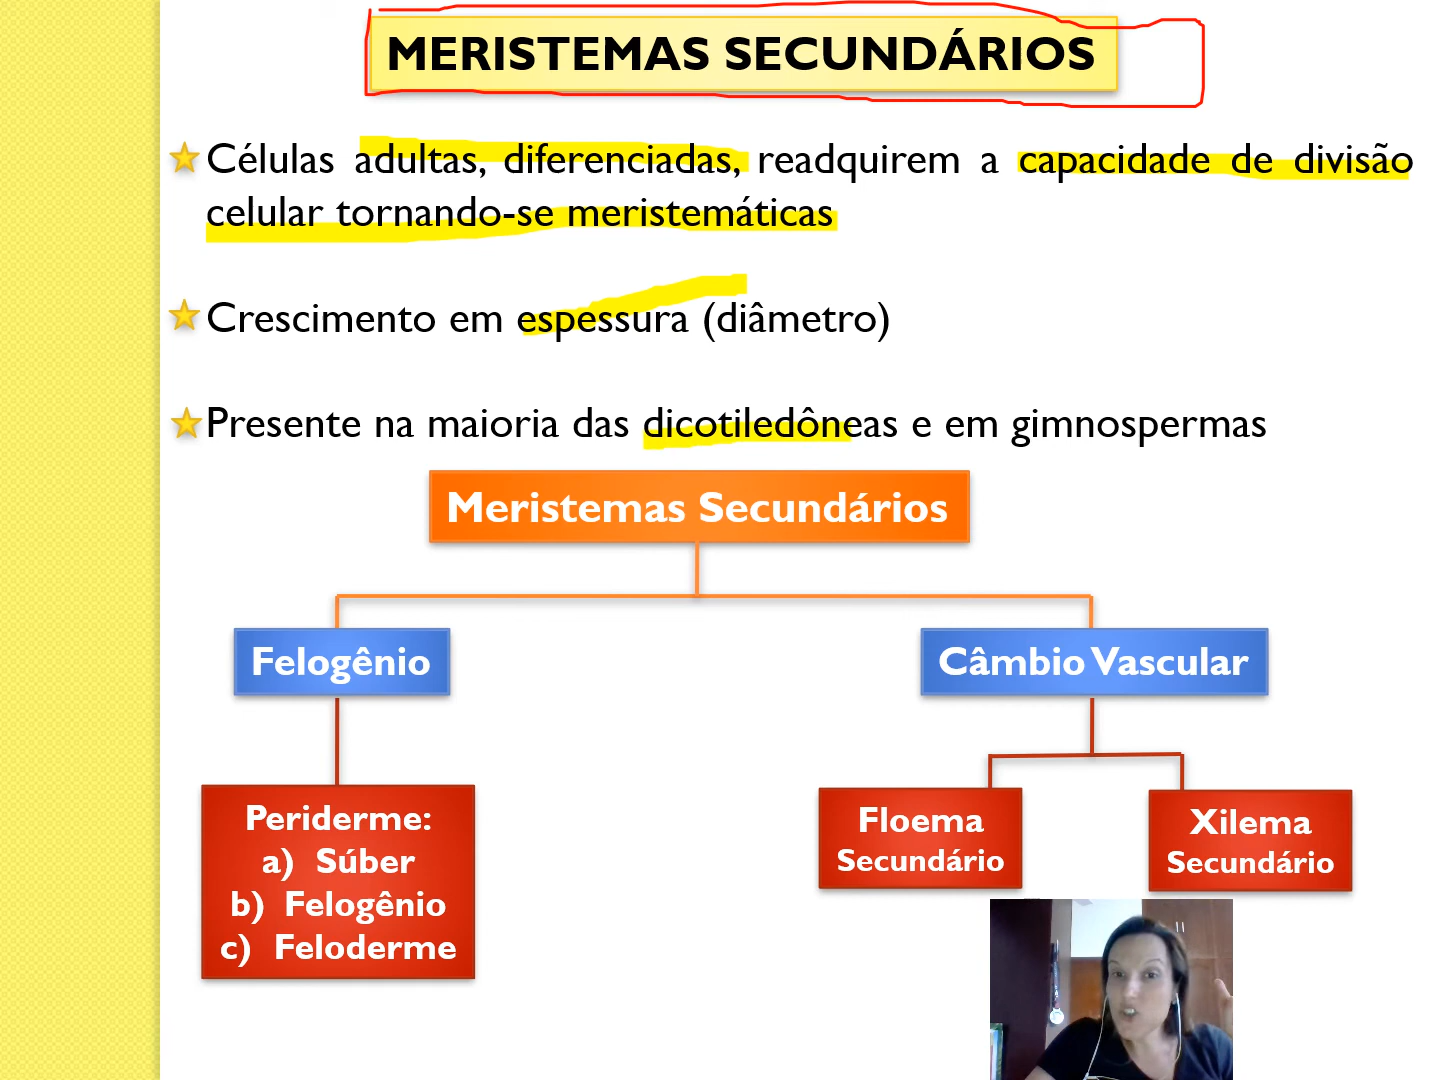 MERISTEMAS SECUNDÁRIOS
Células adultas, diferenciadas, readquirem a capacidade de divisão
celular tornando-se meristemáticas
Crescimento em espessura (diâmetro)
Presente na maioria das dicotiledôneas e em gimnospermas
Meristemas Secundários
Felogênio
Câmbio Vascular
Periderme:
a) Súber
b) Felogênio
c) Feloderme
Floema
Secundário
Xilema
Secundário